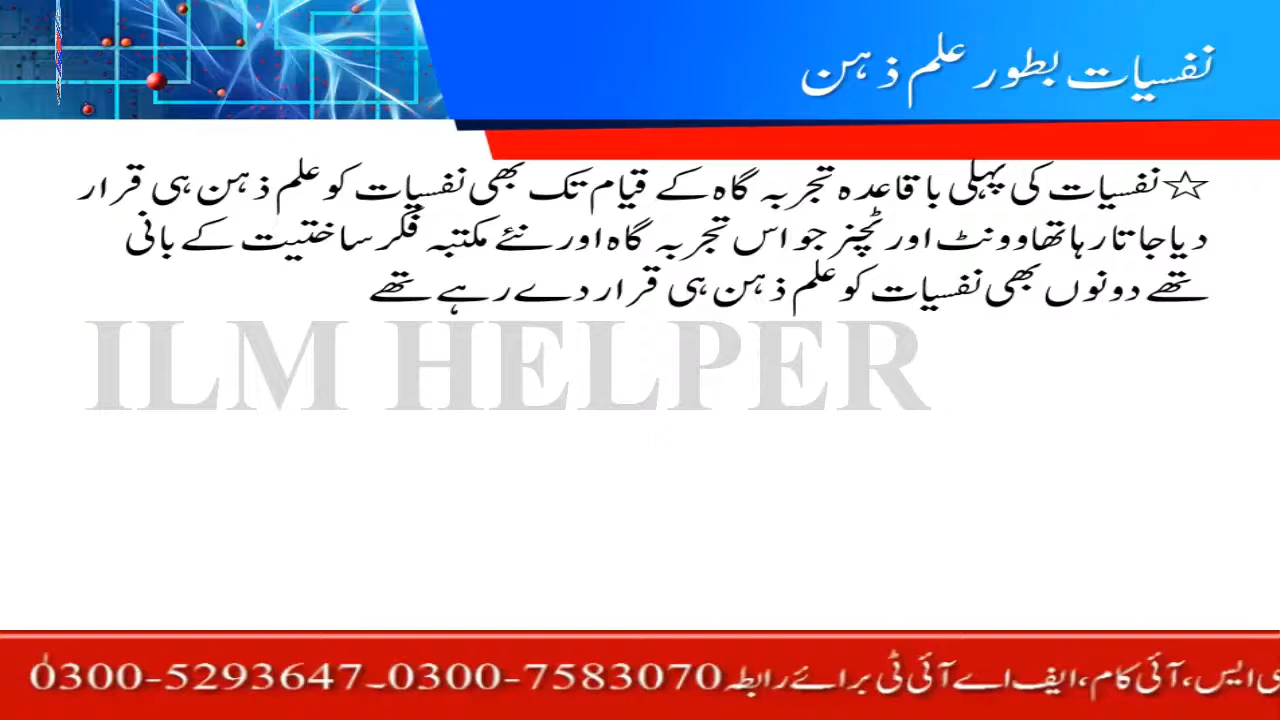 نفسیات بطور علم ذہن
☆نفسیات کی پہلی باقاعدہ تجربہ گاہ کے قیام تک بھی نفسیات کو علم ذہن ہی قرار
دیا جاتا رہا تھا وونٹ اور ٹچنر جو اس تجربہ گاہ اور نئے مکتبہ فکر ساختیت کے بانی
تھے دونوں بھی نفسیات کو علم ذہن ہی قرار دے رہے تھے
ILM HELPER
ی ایس، آئی کام، ایف اے آئی ٹی برائے رابطہ 0300-7583070۔0300-5293647